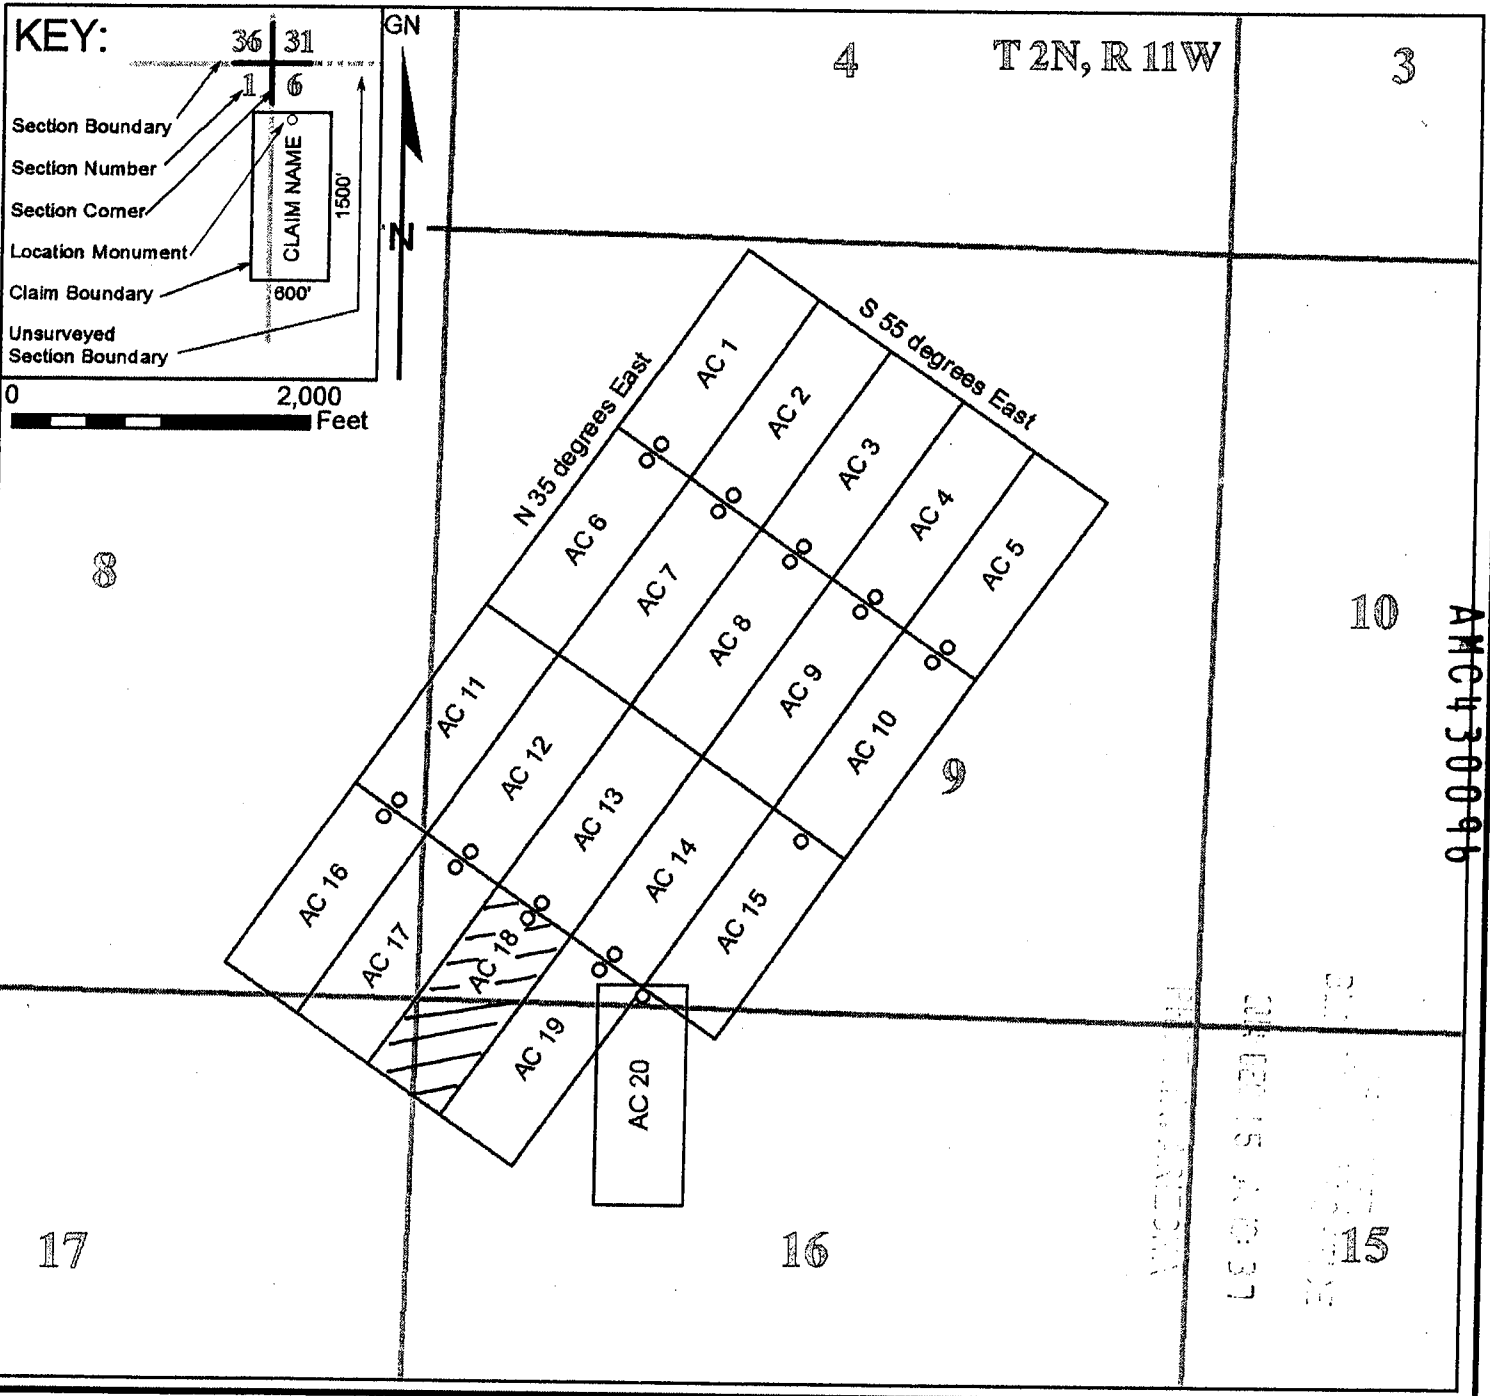 KEY:
36 31
1 6
Section Boundary
Section Number
Section Corner
Location Monument
Claim Boundary
Unsurveyed
Section Boundary
CLAIM NAME
1500'
600'
0 2,000
Feet
GN
N
4
T 2N, R 11W
3
S 55 degrees East
N 35 degrees East
AC 1
AC 2
AC 3
AC 4
AC 5
AC 6
AC 7
AC 8
AC 9
AC 10
AC 11
AC 12
AC 13
AC 14
AC 15
AC 16
AC 17
AC 18
AC 19
AC 20
8
9
10
17
16
15
AMC430096